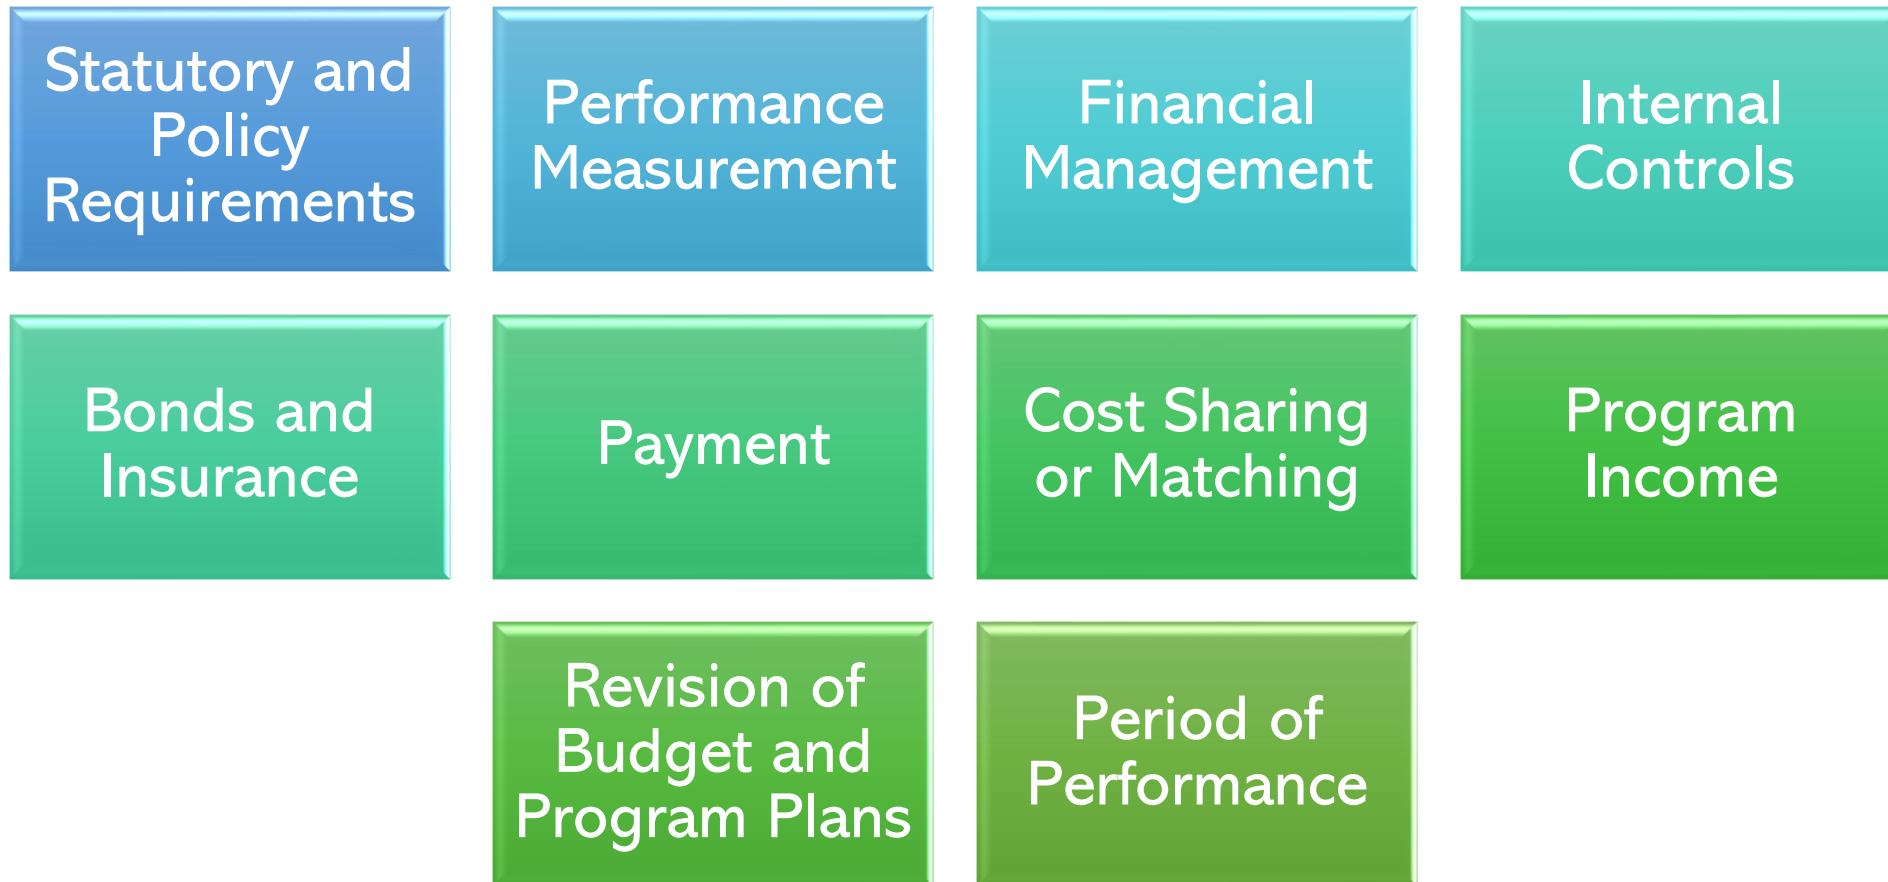 Statutory and
Policy
Requirements
Performance
Measurement
Financial
Management
Internal
Controls
Bonds and
Insurance
Payment
Cost Sharing
or Matching
Program
Income
Revision of
Budget and
Program Plans
Period of
Performance